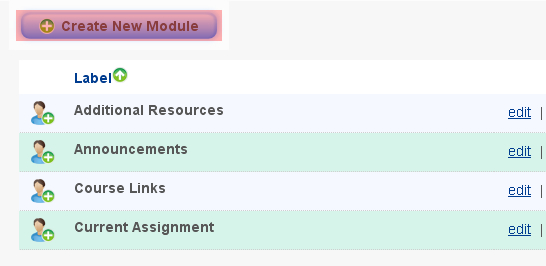 Create New Module
Label
Additional Resources edit |
Announcements edit |
Course Links edit |
Current Assignment edit |